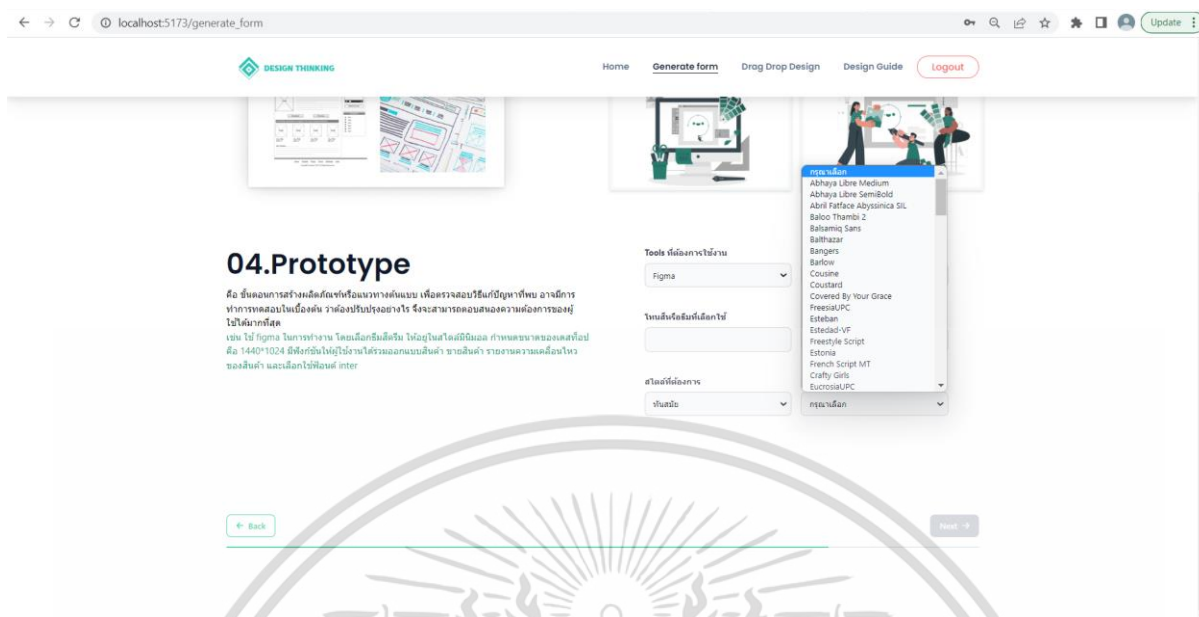 localhost:5173/generate_form
Update
DESIGN THINKING
Home
Generate form
Drag Drop Design
Design Guide
Logout
04.Prototype
คือ ขั้นตอนการสร้างผลิตภัณฑ์หรือแนวทางต้นแบบ เพื่อตรวจสอบวิธีแก้ปัญหาที่พบ อาจมีการ
ทำการทดสอบในเบื้องต้น ว่าต้องปรับปรุงอย่างไร จึงจะสามารถตอบสนองความต้องการของผู้
ใช้ได้มากที่สุด
เช่น ใช้ figma ในการทำงาน โดยเลือกธีมสีครีม ให้อยู่ในสไตล์มินิมอล กำหนดขนาดของเดสท็อป
คือ 1440*1024 มีฟังก์ชันให้ผู้ใช้งานได้รวมออกแบบสินค้า ขายสินค้า รายงานความเคลื่อนไหว
ของสินค้า และเลือกใช้ฟ้อนต์ inter
Tools ที่ต้องการใช้งาน
Figma
โทนสีหรือธีมที่เลือกใช้
สไตล์ที่ต้องการ
ทันสมัย
กรุณาเลือก
Abhaya Libre Medium
Abhaya Libre SemiBold
Abril Fatface Abyssinica SIL
Baloo Thambi 2
Balsamiq Sans
Balthazar
Bangers
Barlow
Cousine
Coustard
Covered By Your Grace
FreesiaUPC
Esteban
Estedad-VF
Freestyle Script
Estonia
French Script MT
Crafty Girls
EucrosiaUPC
กรุณาเลือก
← Back
Next →